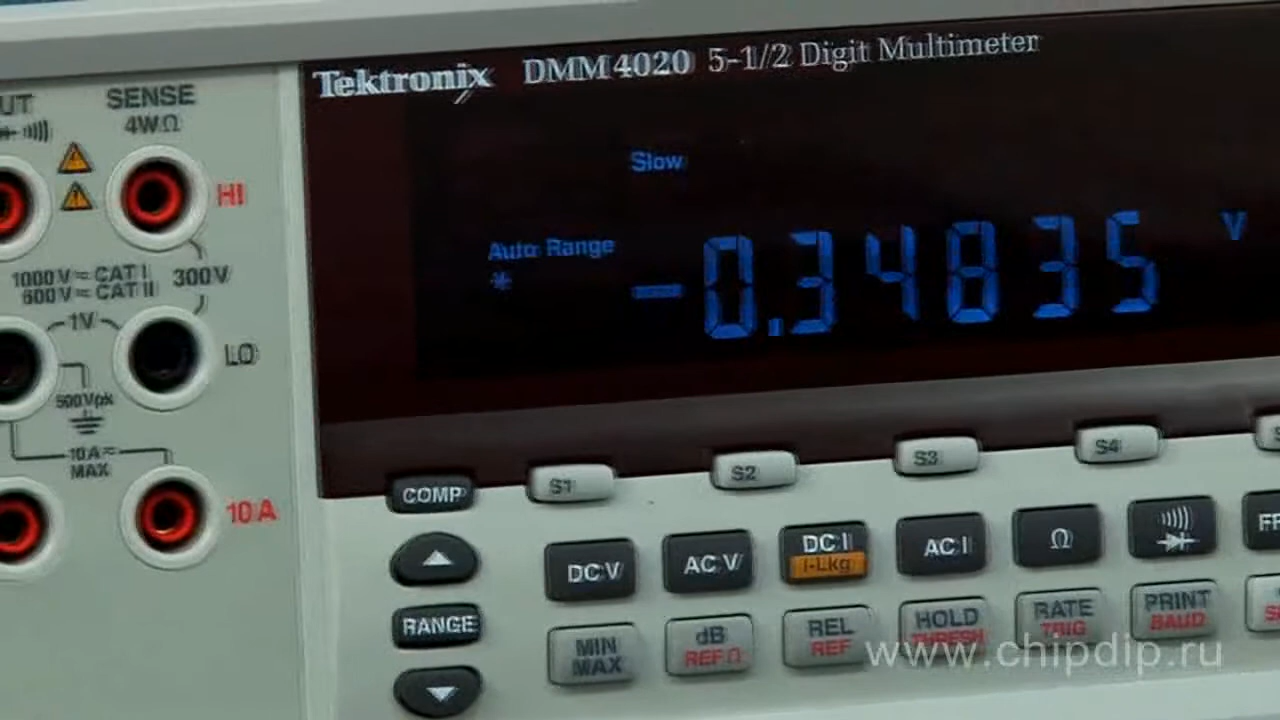 Tektronix DMM4020 5-1/2 Digit Multimeter
UT
SENSE
4WΩ
HI
Slow
Auto Range
*
-0.34835 V
1000V CAT I
600V CAT II
300V
1V
LO
500Vpk
10A
MAX
10A
COMP
S1
S2
S3
S4
DC V
AC V
DC I
I-Lkg
AC I
Ω
RANGE
MIN
MAX
dB
REF Ω
REL
REF
HOLD
THRESH
RATE
TRIG
PRINT
BAUD
www.chipdip.ru